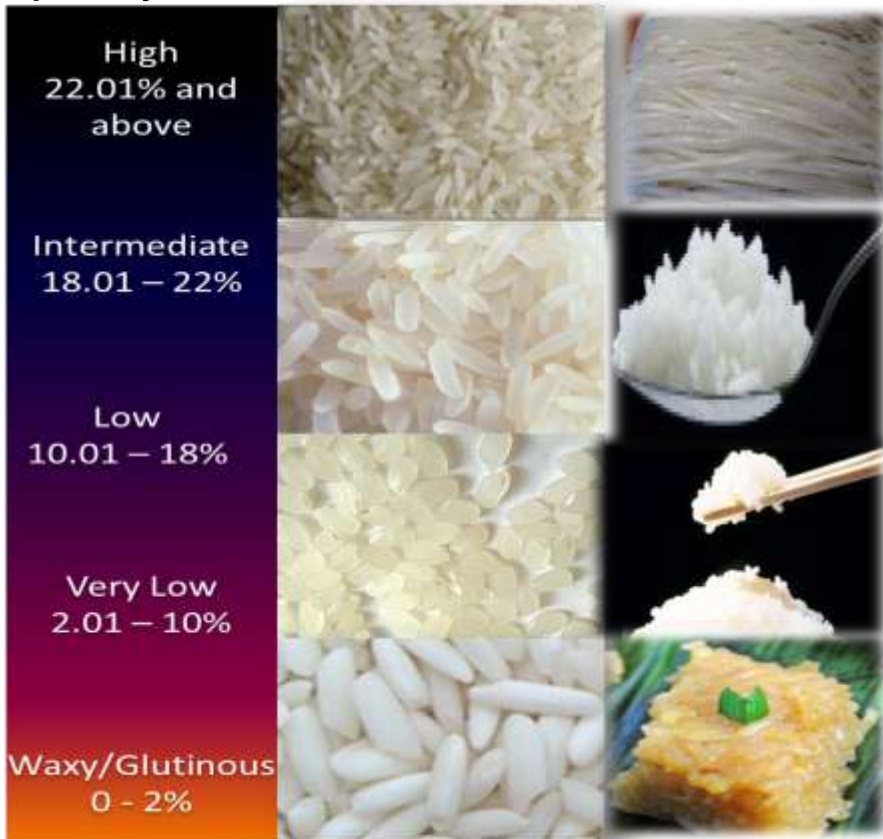 High
22.01% and
above
Intermediate
18.01 – 22%
Low
10.01 – 18%
Very Low
2.01 – 10%
Waxy/Glutinous
0 - 2%